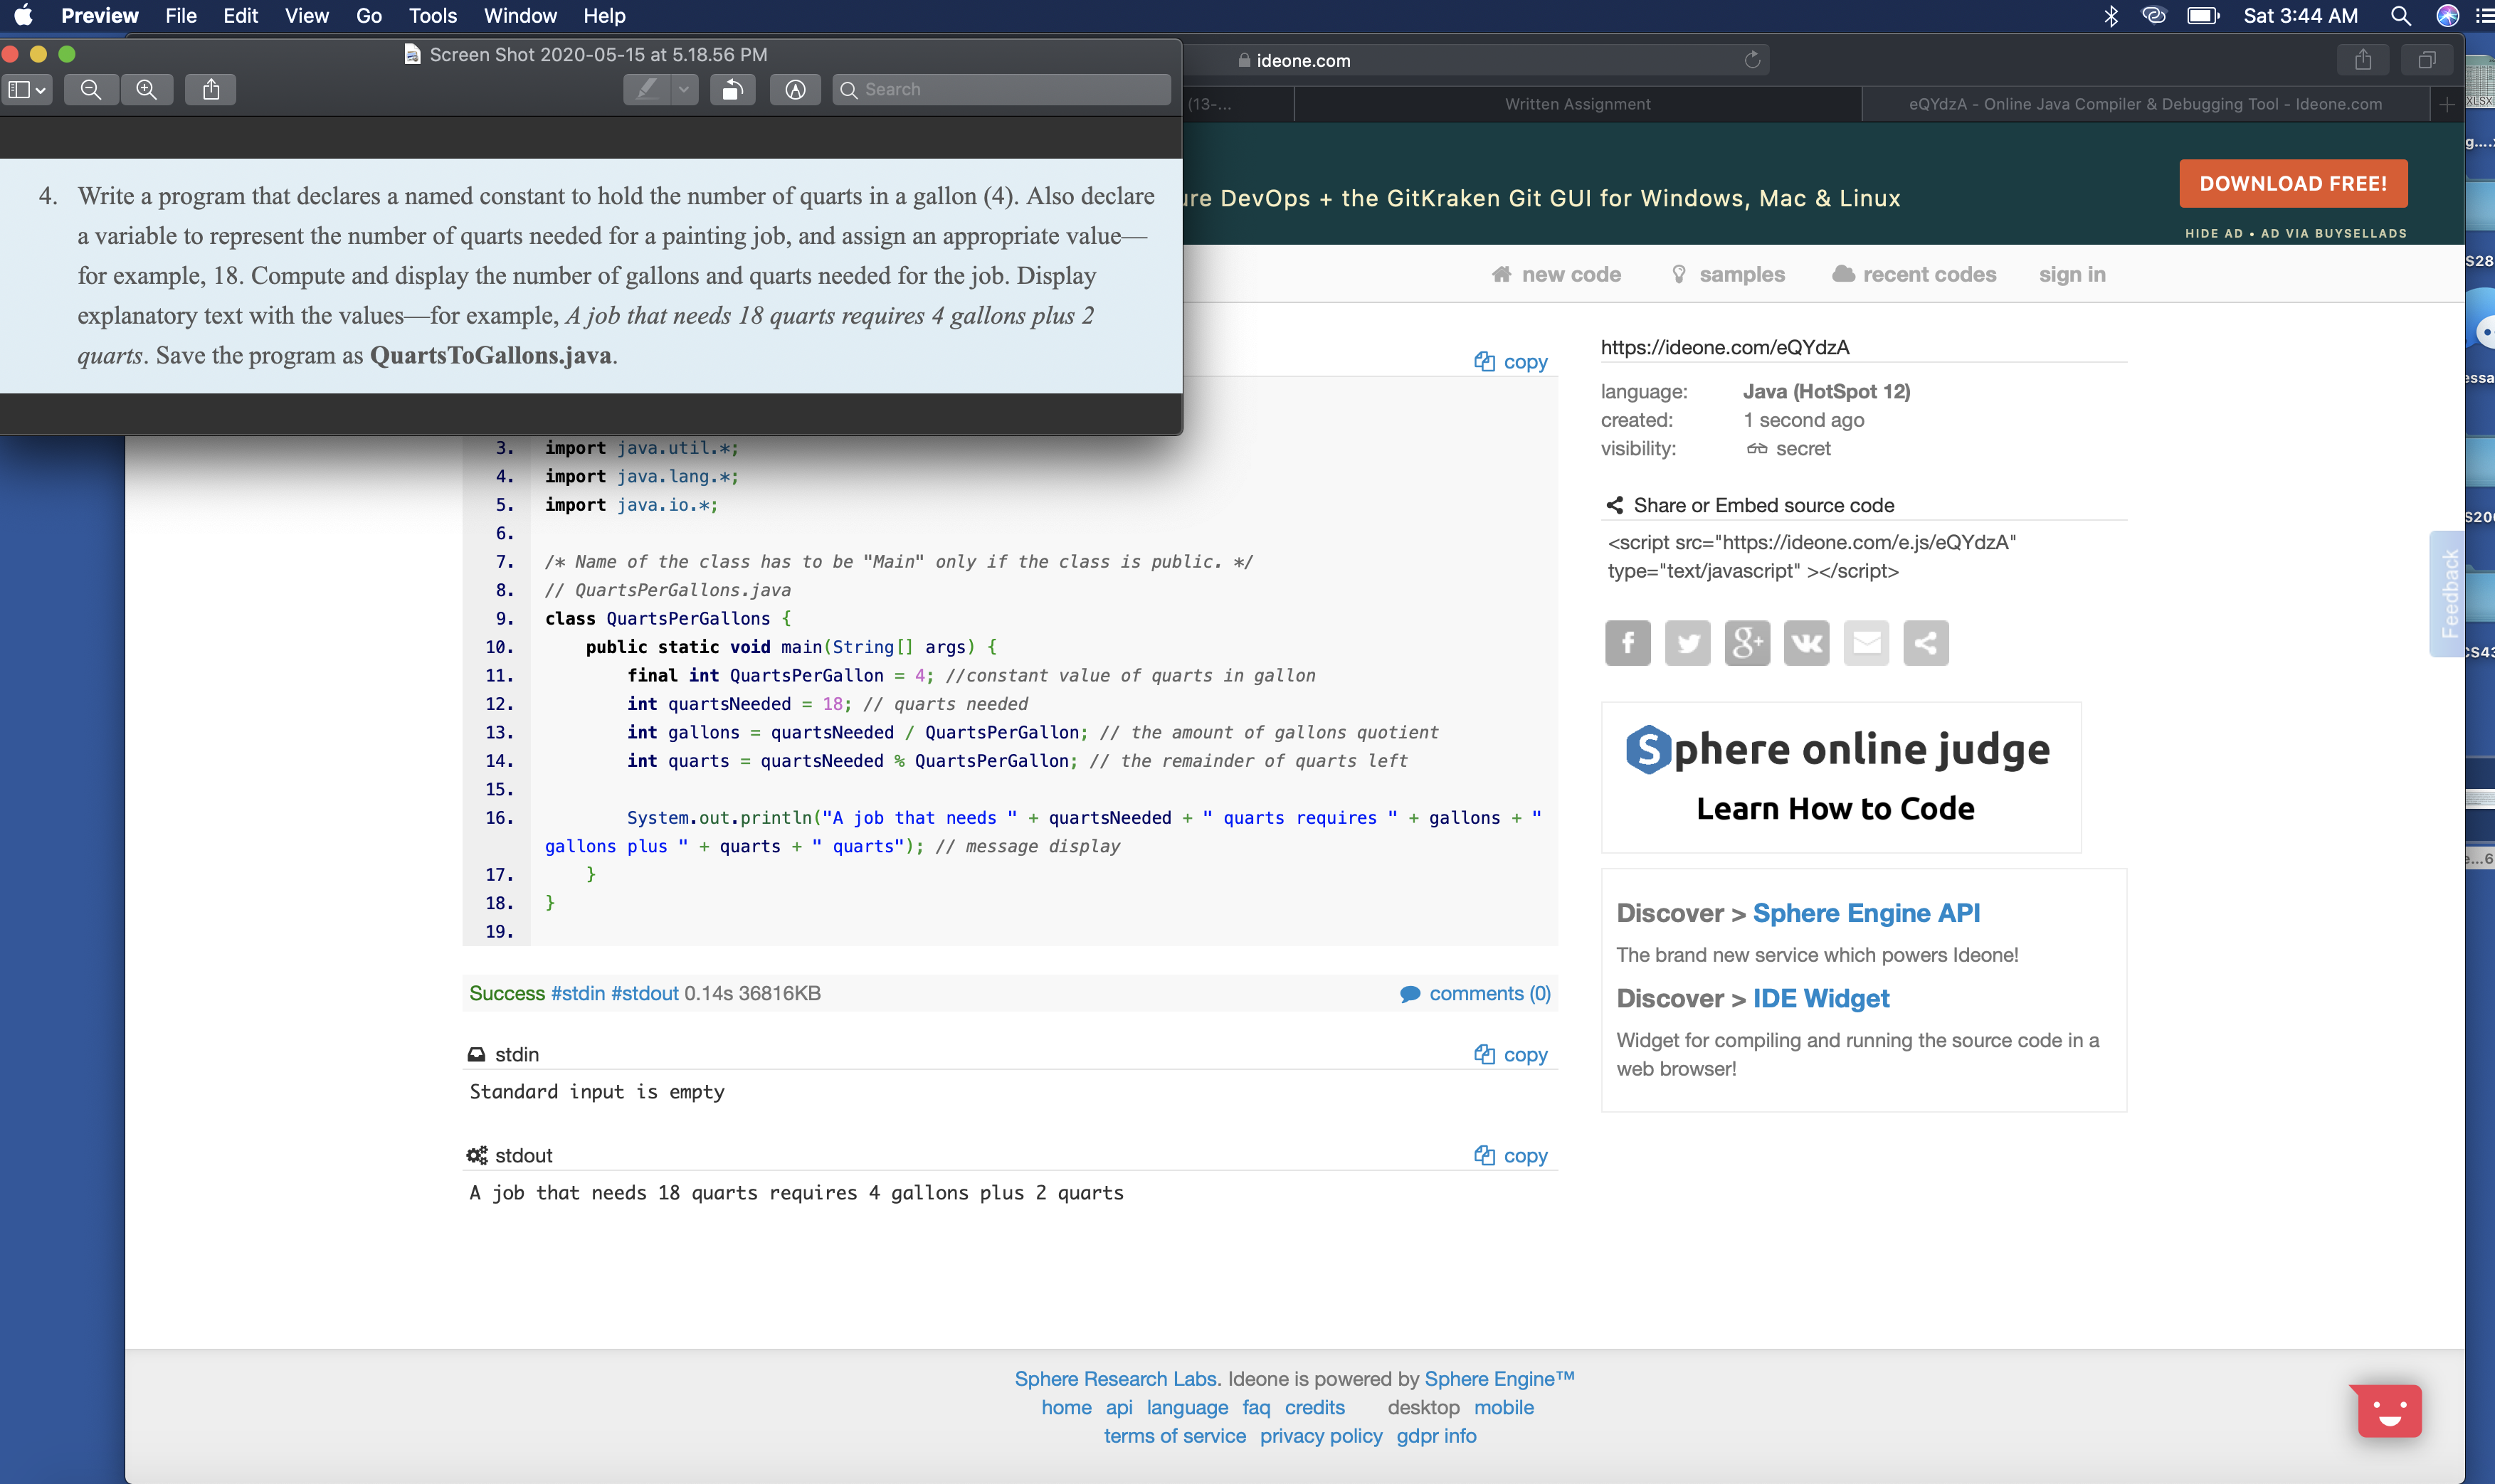 Preview File Edit View Go Tools Window Help Sat 3:44 AM
Screen Shot 2020-05-15 at 5.18.56 PM
Search
ideone.com
(13-...
Written Assignment
eQYdzA - Online Java Compiler & Debugging Tool - Ideone.com
4. Write a program that declares a named constant to hold the number of quarts in a gallon (4). Also declare
a variable to represent the number of quarts needed for a painting job, and assign an appropriate value—
for example, 18. Compute and display the number of gallons and quarts needed for the job. Display
explanatory text with the values—for example, A job that needs 18 quarts requires 4 gallons plus 2
quarts. Save the program as QuartsToGallons.java.
ure DevOps + the GitKraken Git GUI for Windows, Mac & Linux
DOWNLOAD FREE!
HIDE AD • AD VIA BUYSELLADS
new code samples recent codes sign in
copy
3. import java.util.*;
4. import java.lang.*;
5. import java.io.*;
6.
7. /* Name of the class has to be "Main" only if the class is public. */
8. // QuartsPerGallons.java
9. class QuartsPerGallons {
10. public static void main(String[] args) {
11. final int QuartsPerGallon = 4; //constant value of quarts in gallon
12. int quartsNeeded = 18; // quarts needed
13. int gallons = quartsNeeded / QuartsPerGallon; // the amount of gallons quotient
14. int quarts = quartsNeeded % QuartsPerGallon; // the remainder of quarts left
15.
16. System.out.println("A job that needs " + quartsNeeded + " quarts requires " + gallons + "
gallons plus " + quarts + " quarts"); // message display
17. }
18. }
19.
Success #stdin #stdout 0.14s 36816KB
comments (0)
stdin
copy
Standard input is empty
stdout
copy
A job that needs 18 quarts requires 4 gallons plus 2 quarts
https://ideone.com/eQYdzA
language: Java (HotSpot 12)
created: 1 second ago
visibility: secret
Share or Embed source code
<script src="https://ideone.com/e.js/eQYdzA"
type="text/javascript" ></script>
Sphere online judge
Learn How to Code
Discover > Sphere Engine API
The brand new service which powers Ideone!
Discover > IDE Widget
Widget for compiling and running the source code in a
web browser!
Feedback
Sphere Research Labs. Ideone is powered by Sphere Engine™
home api language faq credits desktop mobile
terms of service privacy policy gdpr info
XLSX
g....
S28
essa
S20
CS43
e...6